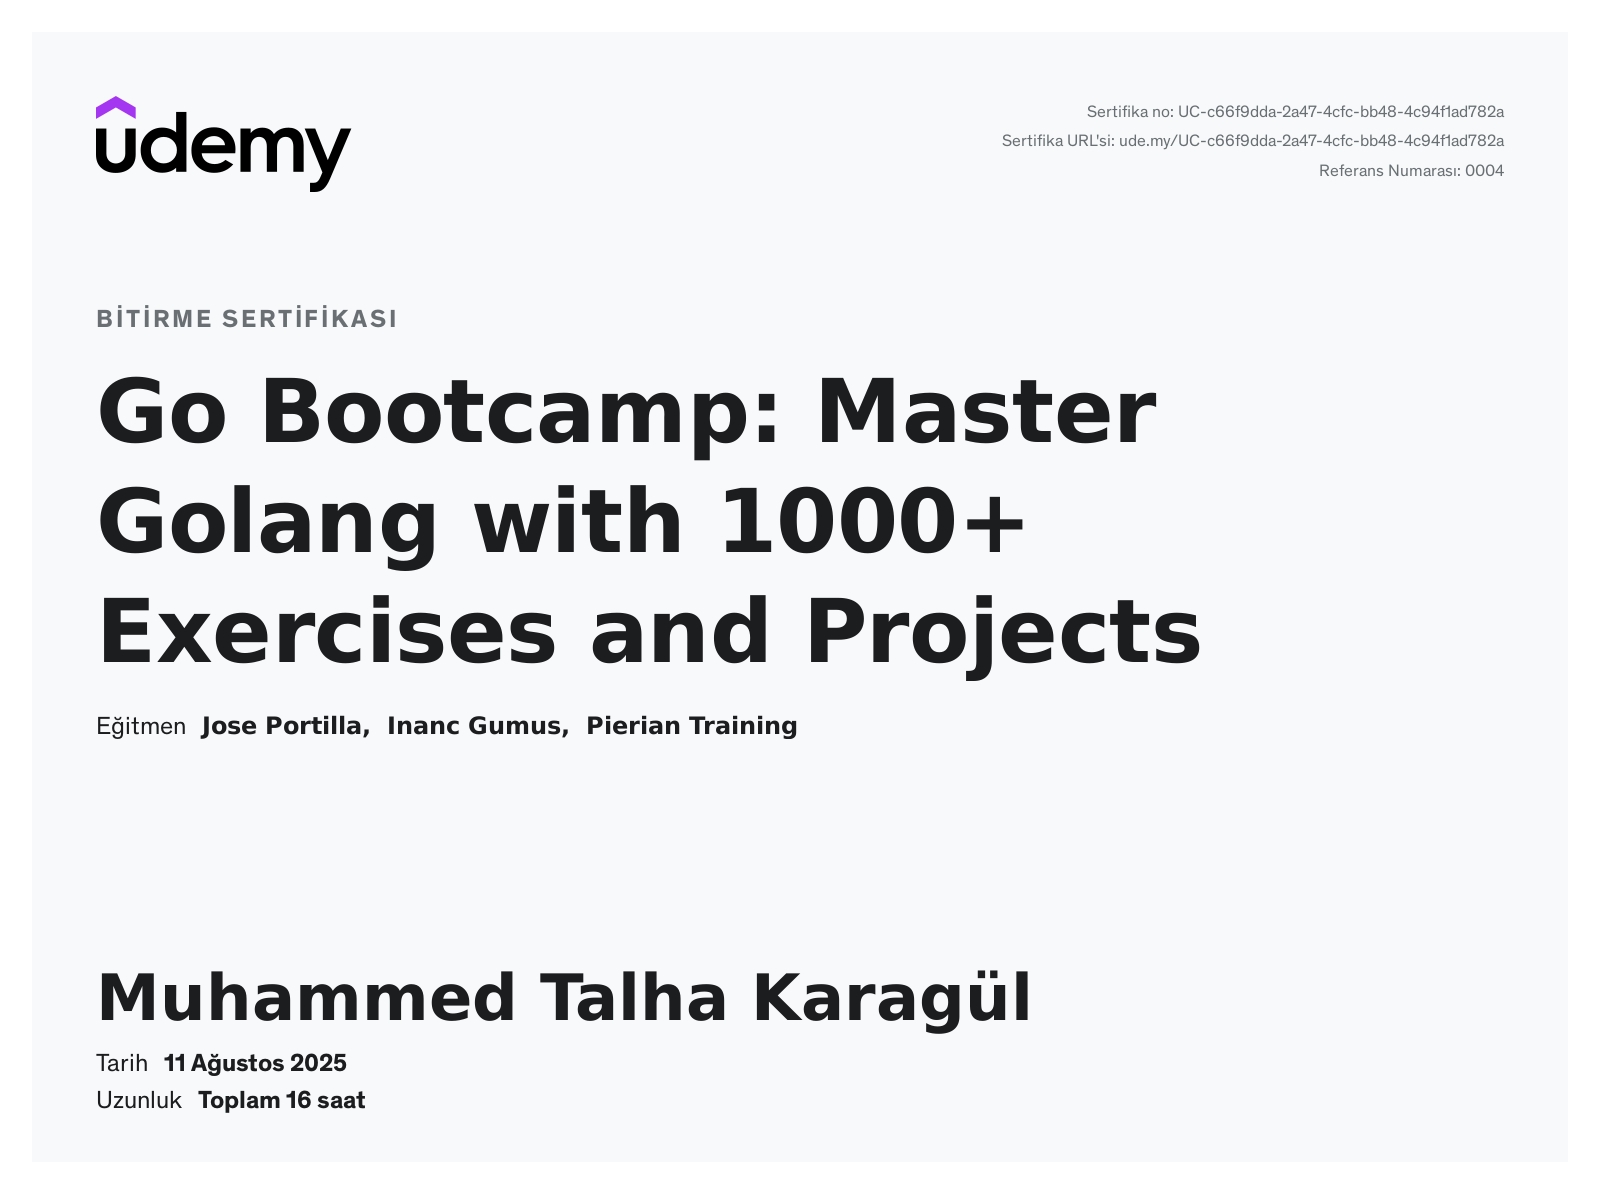 udemy
Sertifika no: UC-c66f9dda-2a47-4cfc-bb48-4c94f1ad782a
Sertifika URL'si: ude.my/UC-c66f9dda-2a47-4cfc-bb48-4c94f1ad782a
Referans Numarası: 0004
BİTİRME SERTİFİKASI
Go Bootcamp: Master
Golang with 1000+
Exercises and Projects
Eğitmen Jose Portilla, Inanc Gumus, Pierian Training
Muhammed Talha Karagül
Tarih 11 Ağustos 2025
Uzunluk Toplam 16 saat